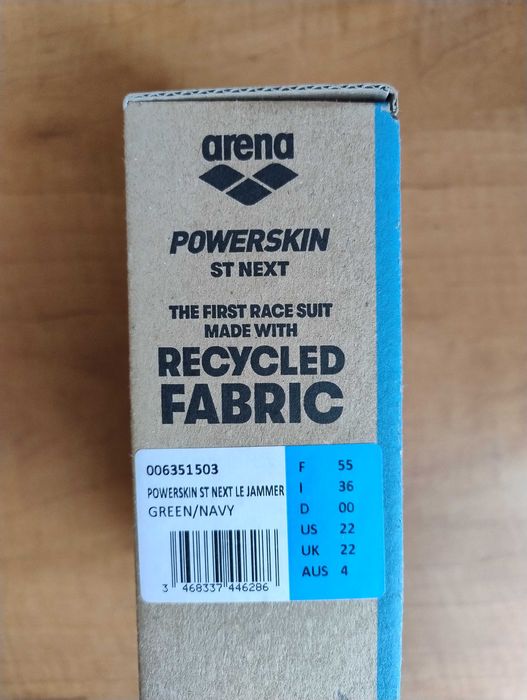 arena
POWERSKIN
ST NEXT
THE FIRST RACE SUIT
MADE WITH
RECYCLED
FABRIC
006351503
POWERSKIN ST NEXT LE JAMMER
GREEN/NAVY
3 468337 446286
F 55
I 36
D 00
US 22
UK 22
AUS 4